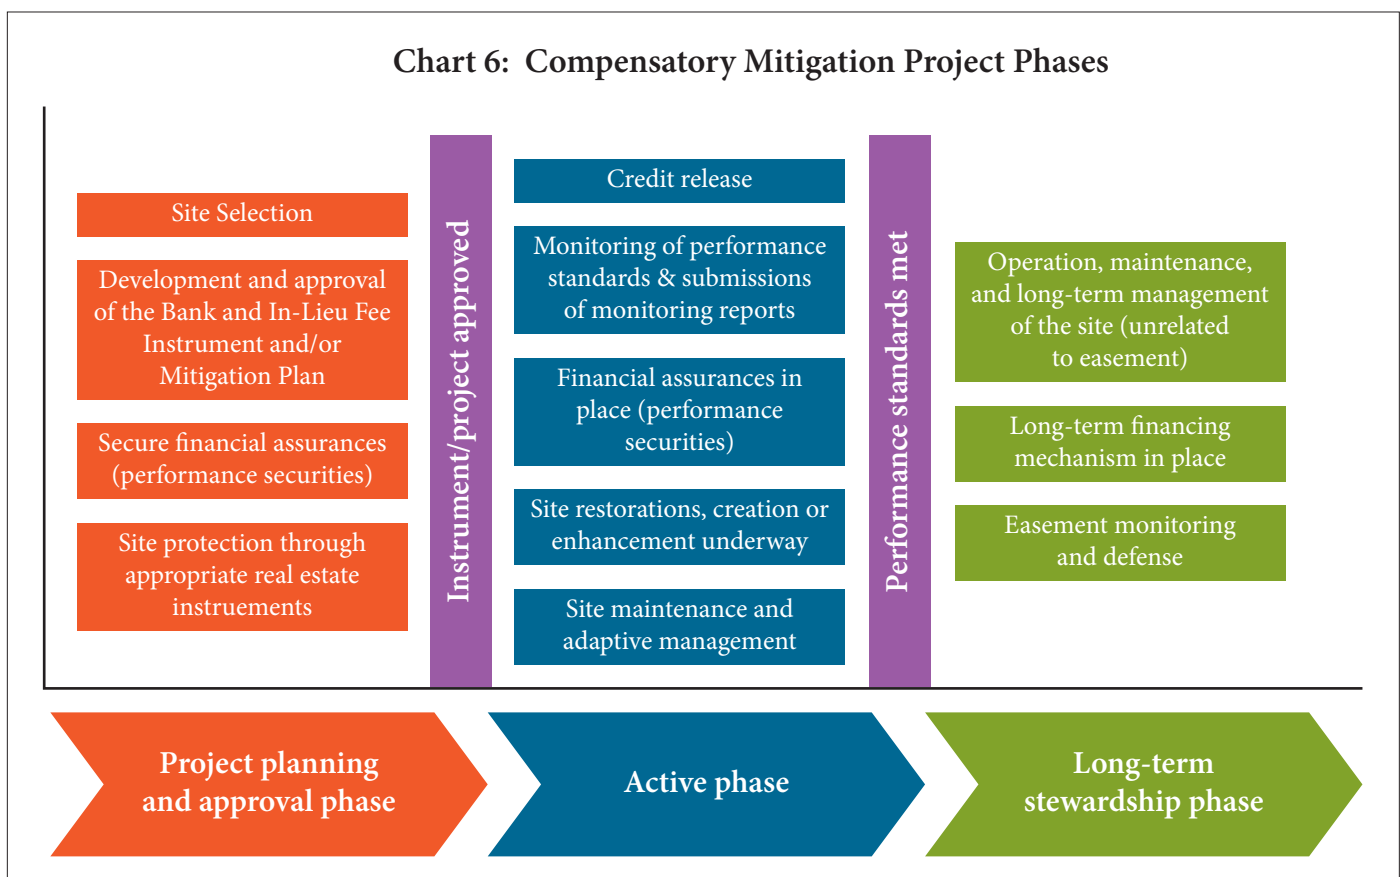 Chart 6: Compensatory Mitigation Project Phases
Site Selection
Development and approval
of the Bank and In-Lieu Fee
Instrument and/or
Mitigation Plan
Secure financial assurances
(performance securities)
Site protection through
appropriate real estate
instruements
Instrument/project approved
Credit release
Monitoring of performance
standards & submissions
of monitoring reports
Financial assurances in
place (performance
securities)
Site restorations, creation or
enhancement underway
Site maintenance and
adaptive management
Performance standards met
Operation, maintenance,
and long-term management
of the site (unrelated
to easement)
Long-term financing
mechanism in place
Easement monitoring
and defense
Project planning
and approval phase
Active phase
Long-term
stewardship phase